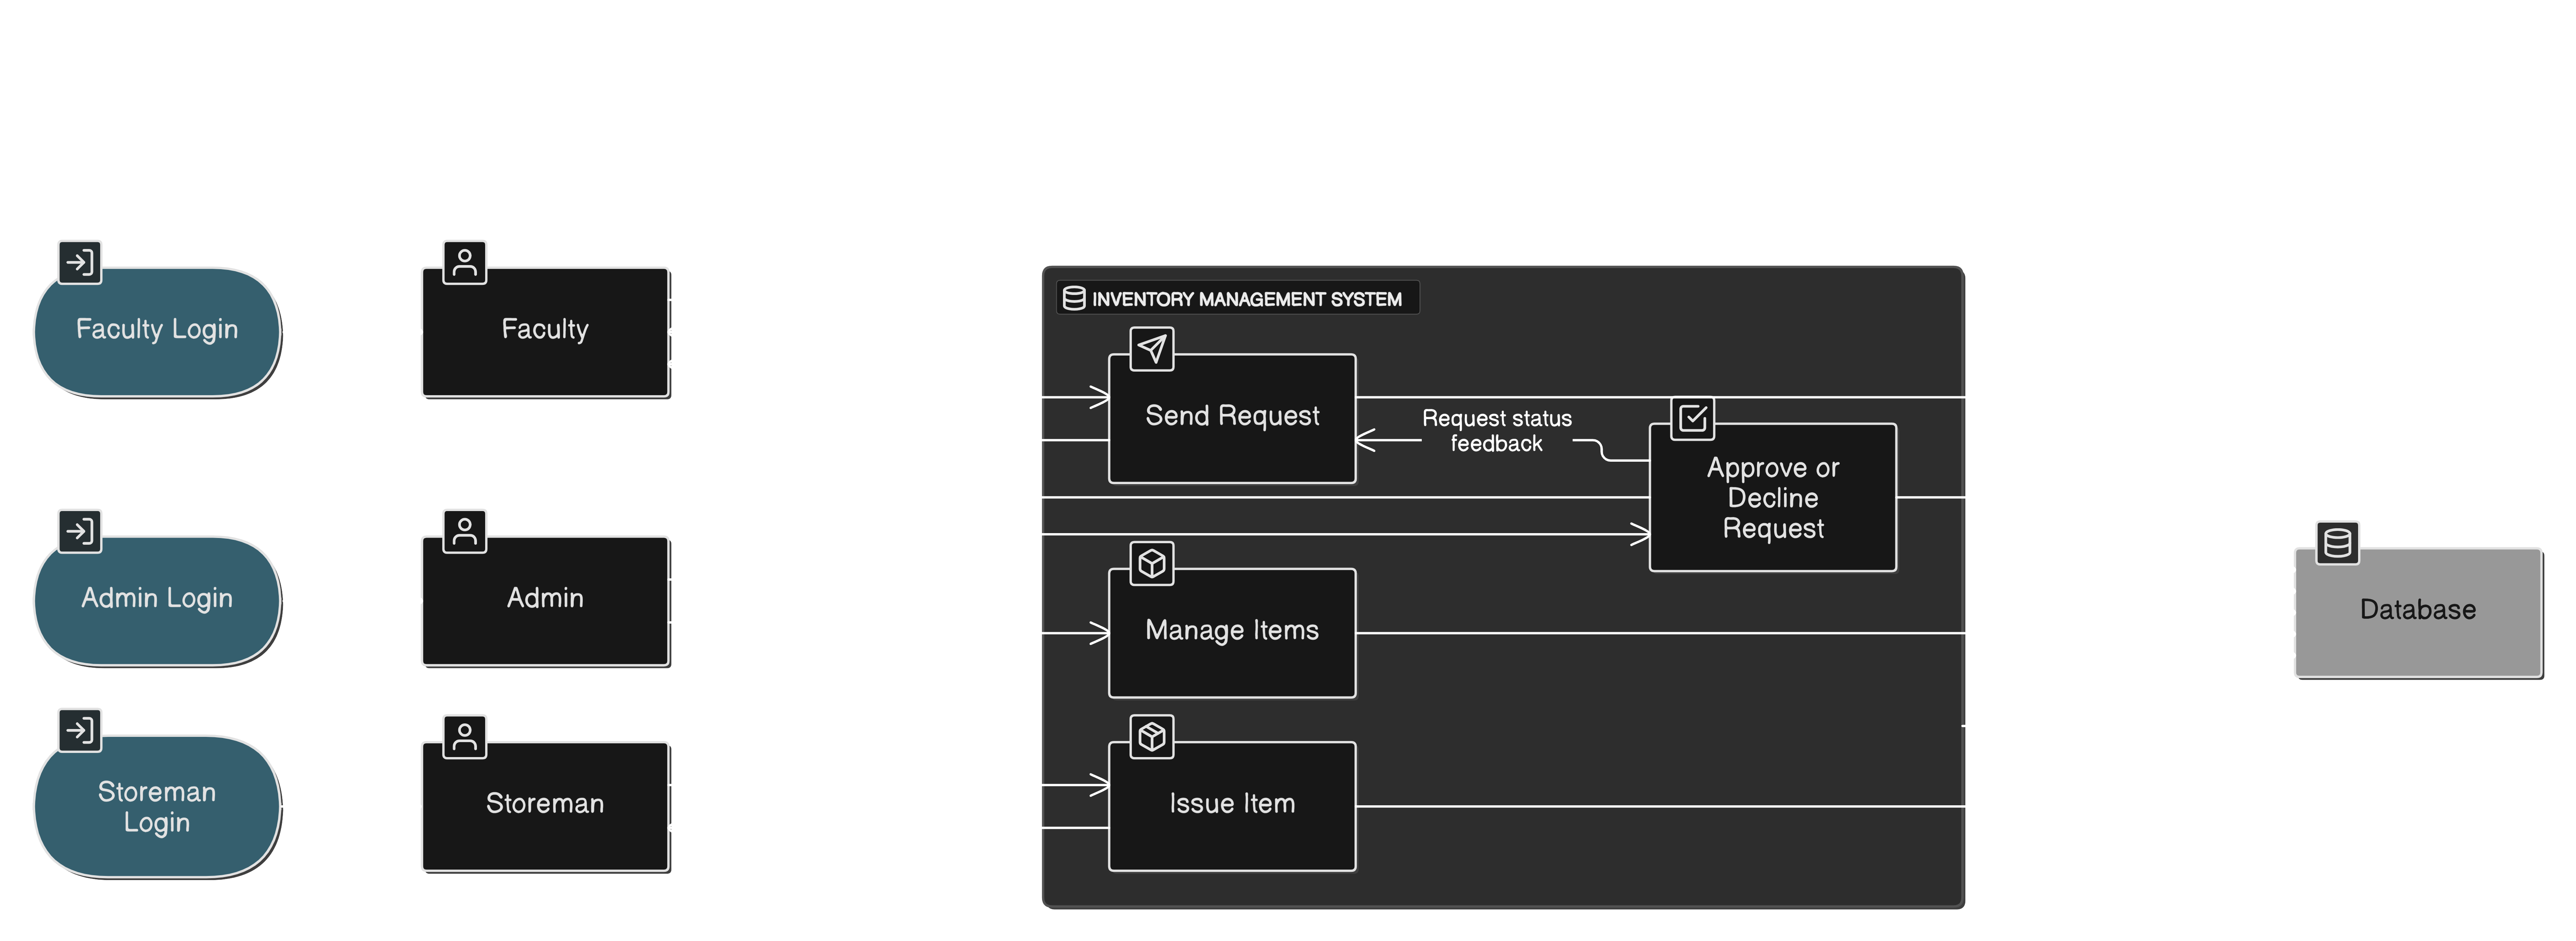 Faculty Login
Faculty
INVENTORY MANAGEMENT SYSTEM
Send Request
Request status
feedback
Approve or
Decline
Request
Admin Login
Admin
Manage Items
Database
Storeman
Login
Storeman
Issue Item